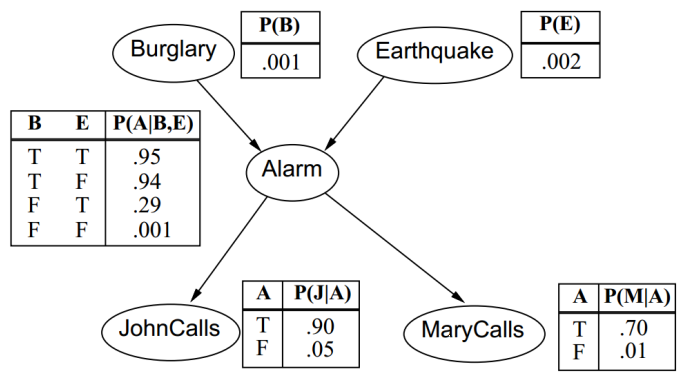 Burglary
P(B)
.001
Earthquake
P(E)
.002
B E P(A|B,E)
T T .95
T F .94
F T .29
F F .001
Alarm
JohnCalls
A P(J|A)
T .90
F .05
MaryCalls
A P(M|A)
T .70
F .01